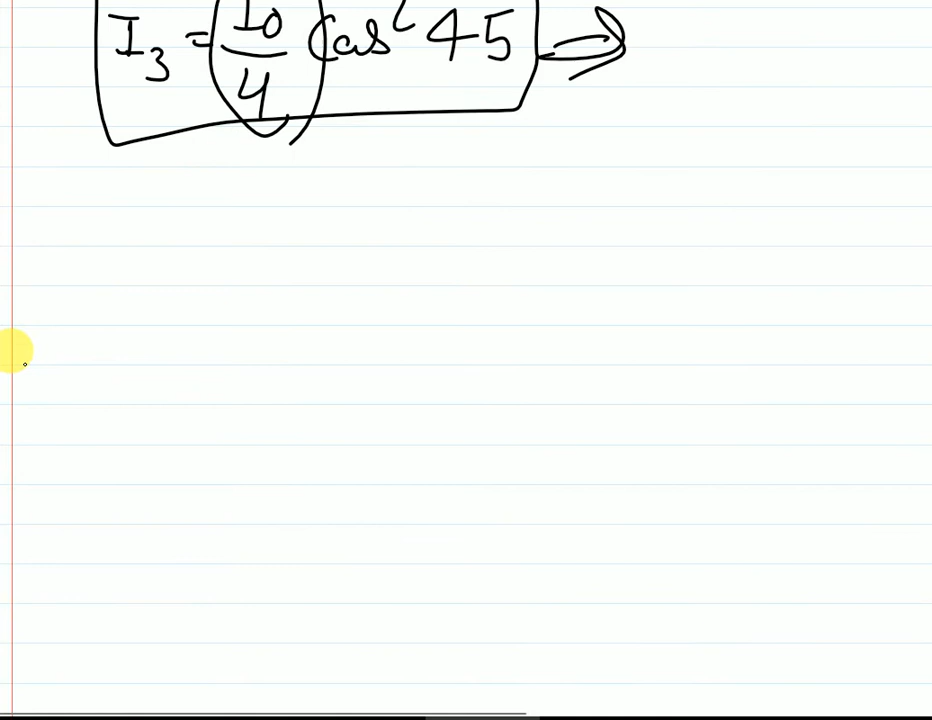 I₃ = (I₀/4) Cos² 45 ⇒